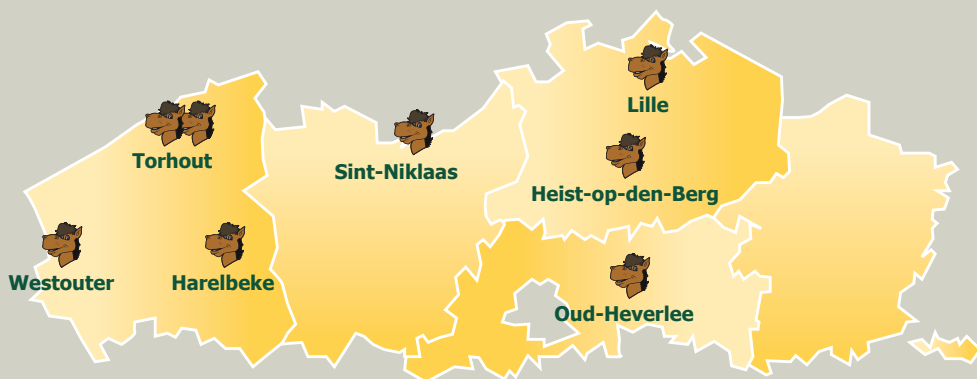 Lille
Torhout
Sint-Niklaas
Heist-op-den-Berg
Westouter
Harelbeke
Oud-Heverlee